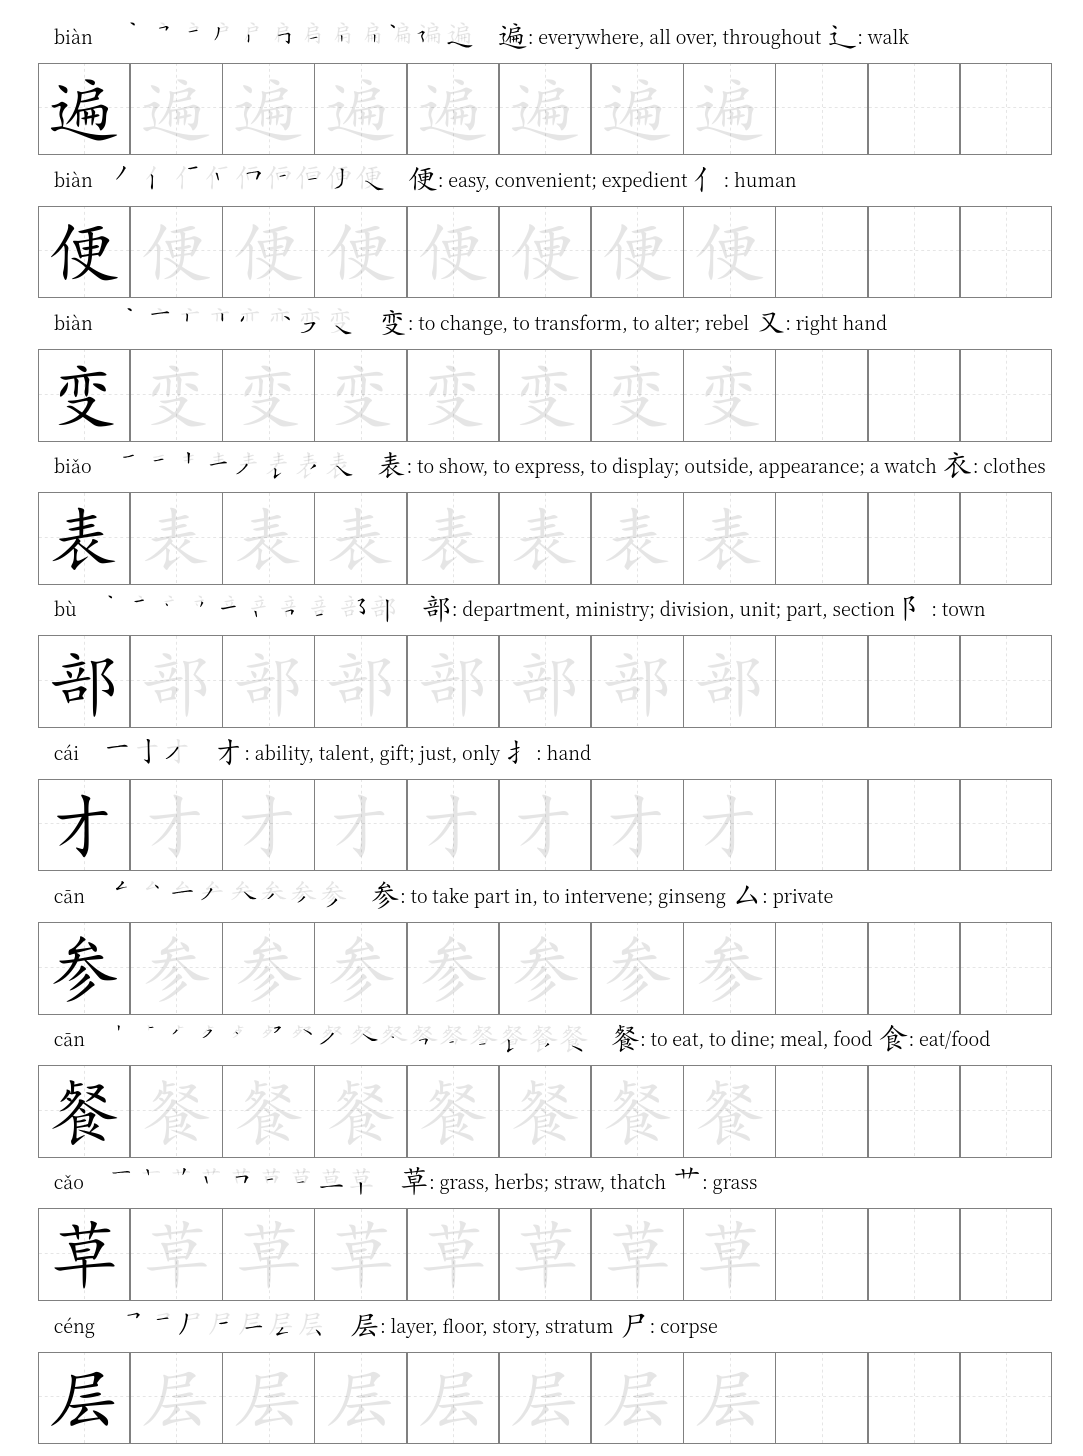 biàn 遍: everywhere, all over, throughout 辶: walk
遍 遍 遍 遍 遍 遍 遍 遍
biàn 便: easy, convenient; expedient 亻: human
便 便 便 便 便 便 便 便
biàn 变: to change, to transform, to alter; rebel 又: right hand
变 变 变 变 变 变 变 变
biǎo 表: to show, to express, to display; outside, appearance; a watch 衣: clothes
表 表 表 表 表 表 表 表
bù 部: department, ministry; division, unit; part, section 阝: town
部 部 部 部 部 部 部 部
cái 才: ability, talent, gift; just, only 扌: hand
才 才 才 才 才 才 才 才
cān 参: to take part in, to intervene; ginseng 厶: private
参 参 参 参 参 参 参 参
cān 餐: to eat, to dine; meal, food 食: eat/food
餐 餐 餐 餐 餐 餐 餐 餐
cǎo 草: grass, herbs; straw, thatch 艹: grass
草 草 草 草 草 草 草 草
céng 层: layer, floor, story, stratum 尸: corpse
层 层 层 层 层 层 层 层